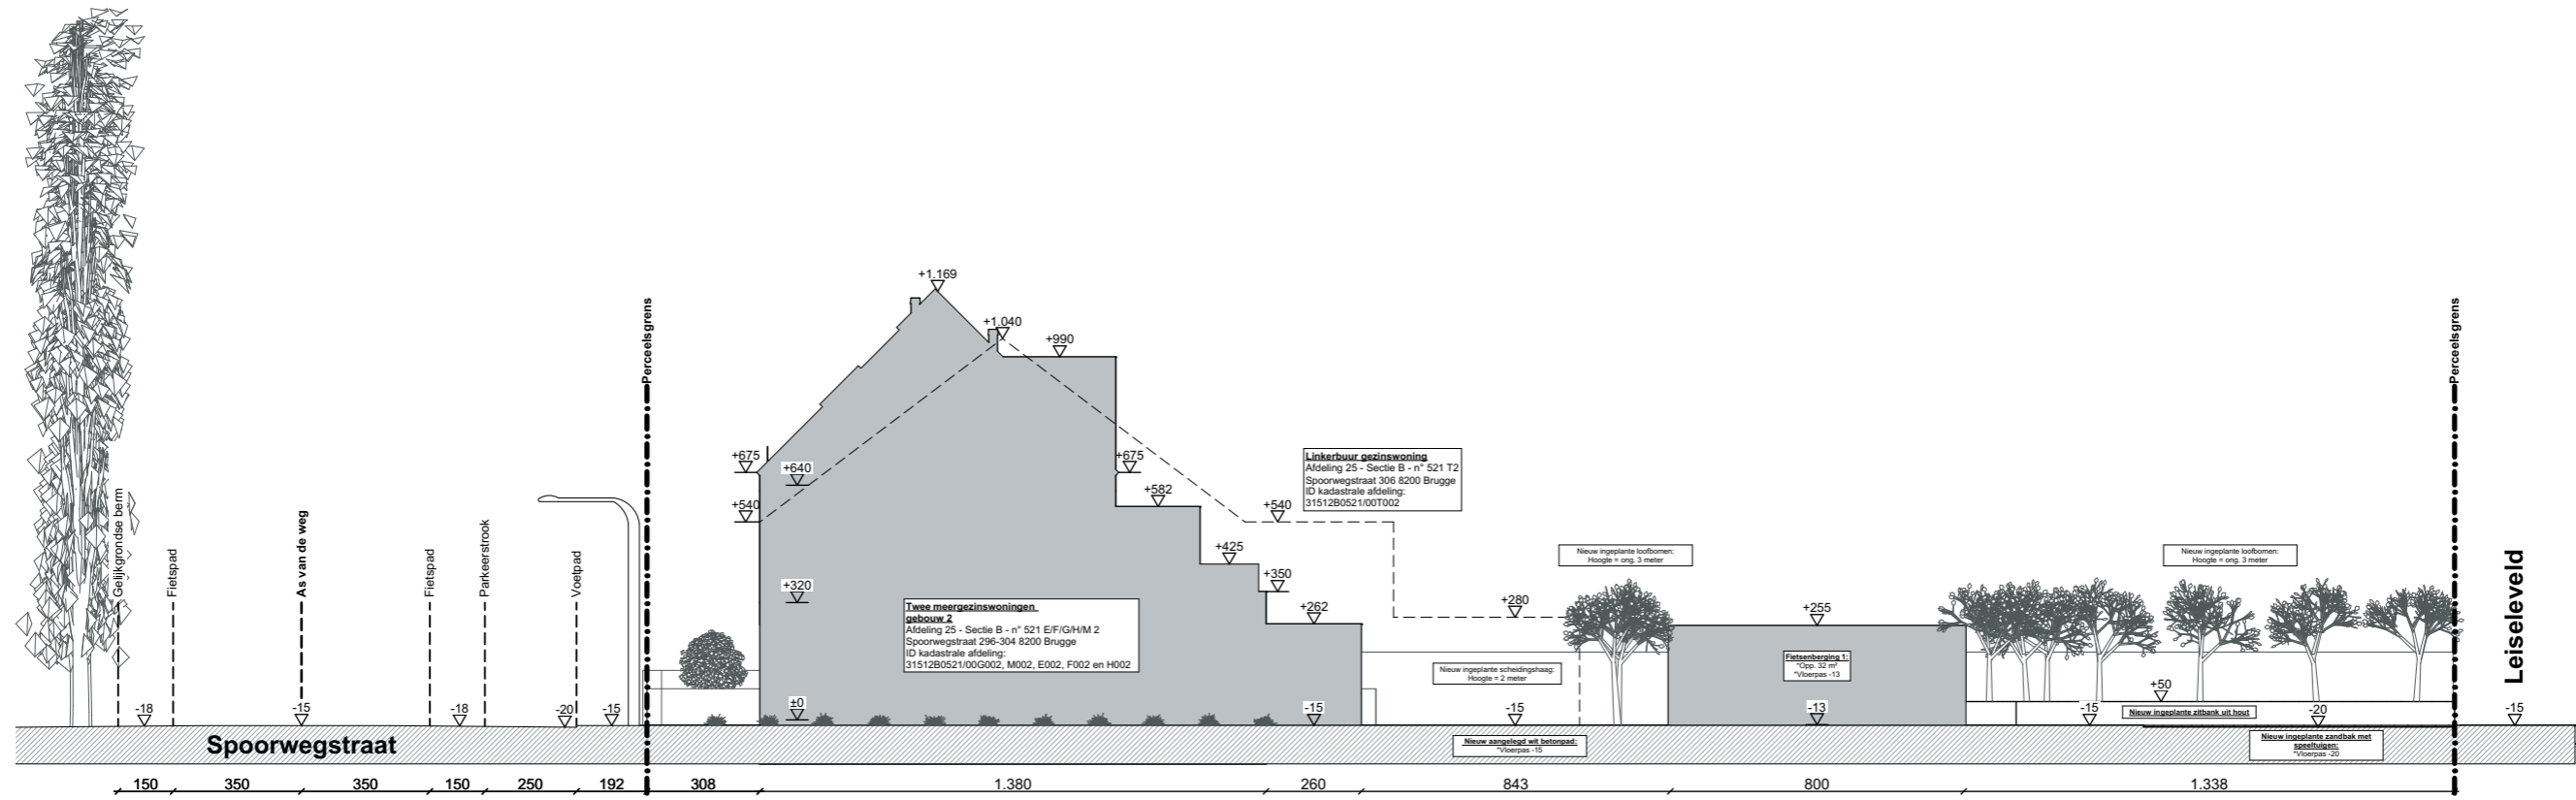 +1.169
+1.040
+990
Perceelsgrens
Perceelsgrens
+675
+640
+675
+540
+582
+540
Linkerbuur gezinswoning
Afdeling 25 - Sectie B - n° 521 T2
Spoorwegstraat 306 8200 Brugge
ID kadastrale afdeling:
31512B0521/00T002
Gelijkgrondse berm
Fietspad
As van de weg
Fietspad
Parkeerstrook
Voetpad
+425
+350
+320
+262
+280
+255
Nieuw ingeplante loofbomen:
Hoogte = ong. 3 meter
Nieuw ingeplante loofbomen:
Hoogte = ong. 3 meter
Leiseleveld
Twee meergezinswoningen
gebouw 2
Afdeling 25 - Sectie B - n° 521 E/F/G/H/M 2
Spoorwegstraat 296-304 8200 Brugge
ID kadastrale afdeling:
31512B0521/00G002, M002, E002, F002 en H002
Nieuw ingeplante scheidingshaag:
Hoogte = 2 meter
Fietsenberging 1:
*Opp. 32 m²
*Vloerpas -13
+50
Nieuw ingeplante zitbank uit hout
-18
-15
-18
-20
-15
±0
-15
-15
-13
-15
-20
-15
Spoorwegstraat
Nieuw aangelegd wit betonpad:
*Vloerpas -15
Nieuw ingeplante zandbak met
speeltuigen:
*Vloerpas -20
150
350
350
150
250
192
308
1.380
260
843
800
1.338